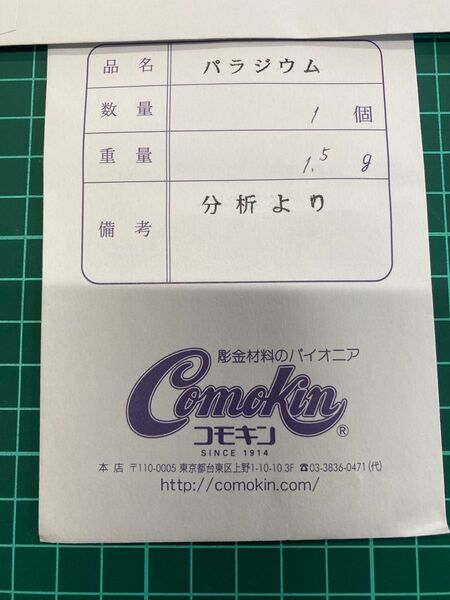 品名 パラジウム
数量 1 個
重量 1.5 g
備考 分析より
彫金材料のパイオニア
Comokin ®
コモキン
SINCE 1914
本 店 〒110-0005 東京都台東区上野1-10-10 3F ☎03-3836-0471(代)
http://comokin.com/